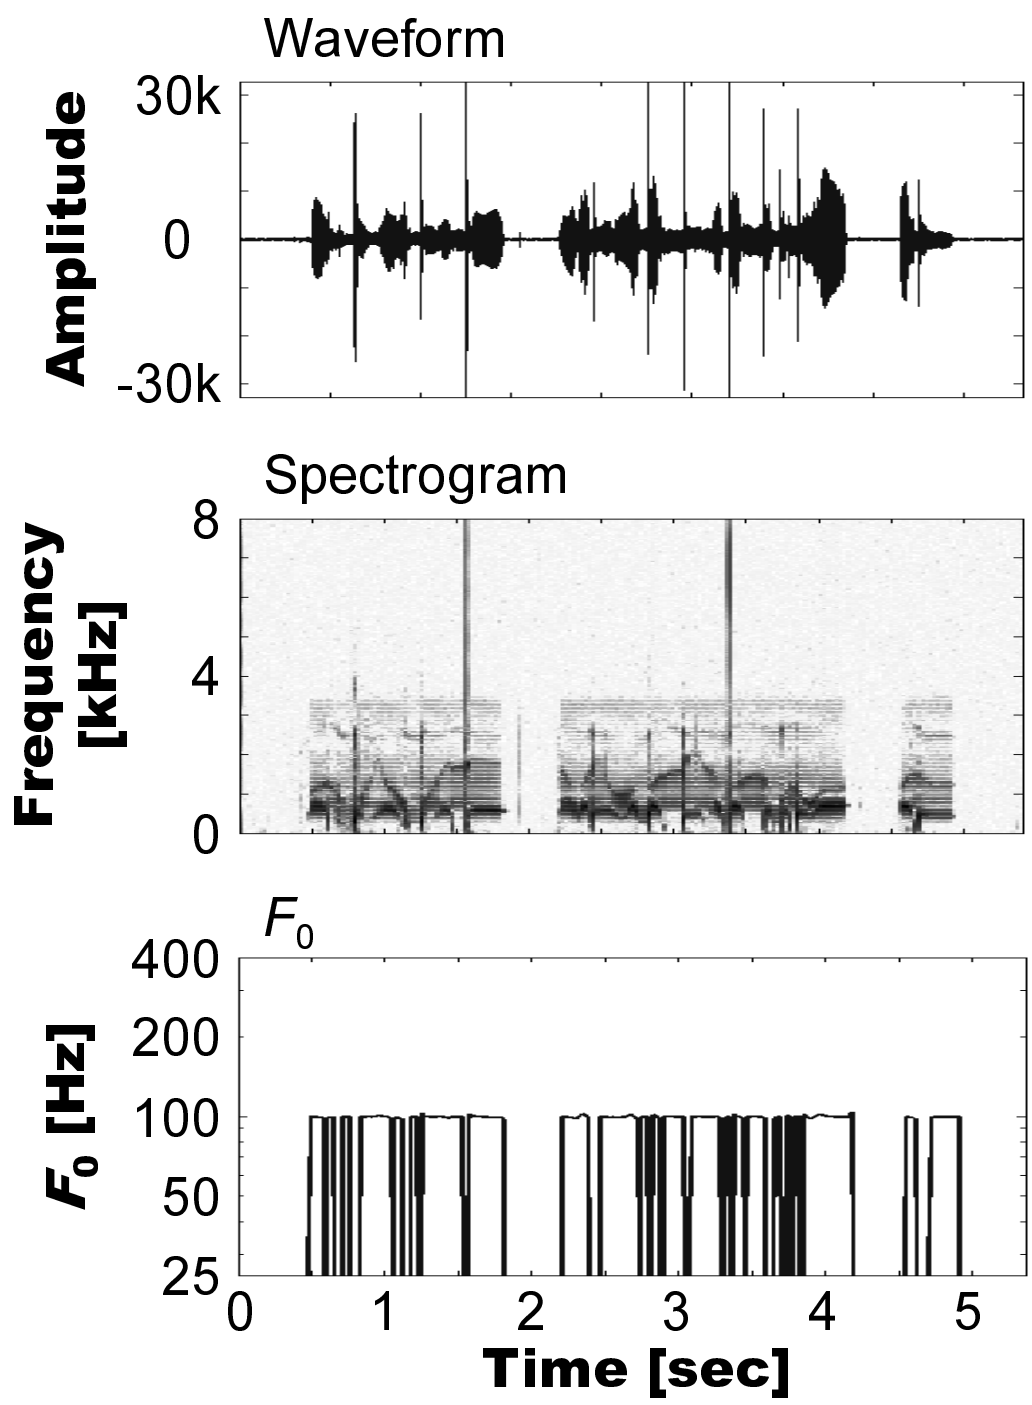 Waveform
Amplitude
30k
0
-30k
Spectrogram
Frequency
[kHz]
8
4
0
F0
F0 [Hz]
400
200
100
50
25
0 1 2 3 4 5
Time [sec]